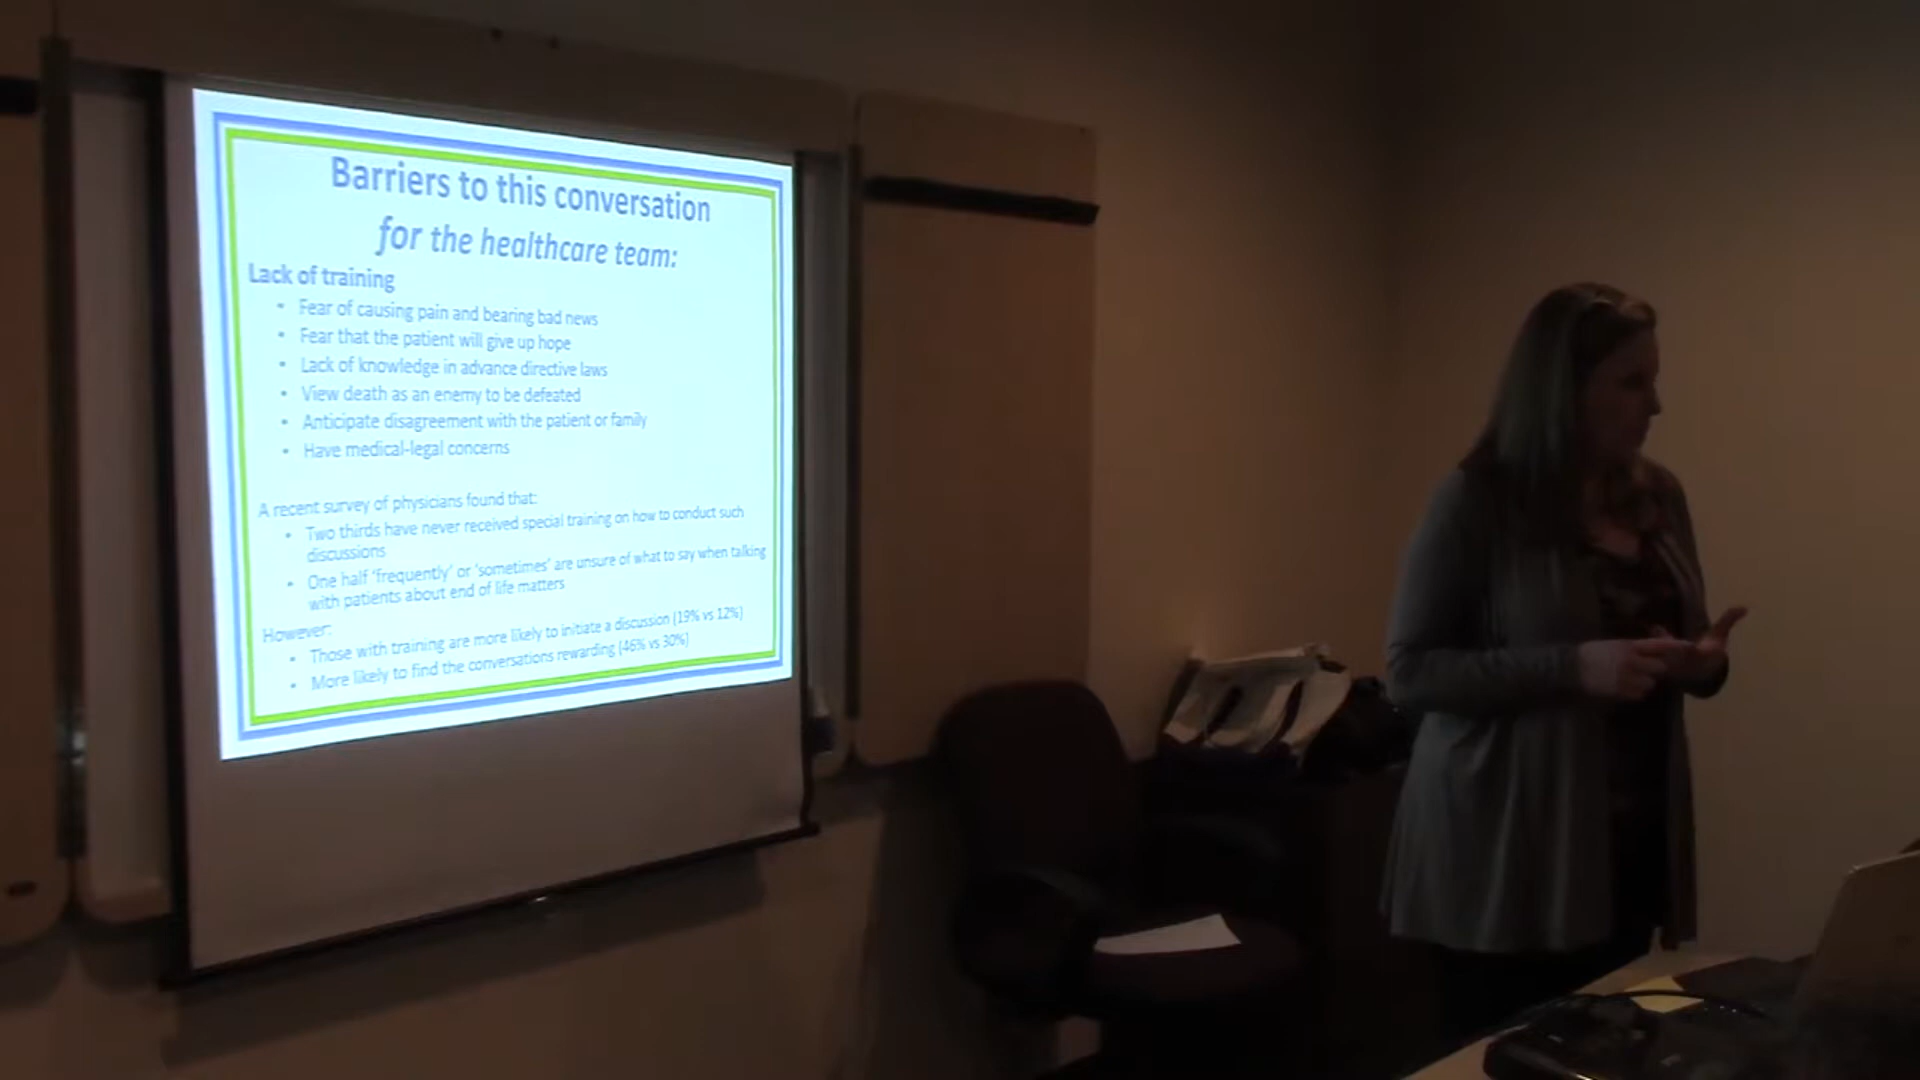 Barriers to this conversation
for the healthcare team:
Lack of training
• Fear of causing pain and bearing bad news
• Fear that the patient will give up hope
• Lack of knowledge in advance directive laws
• View death as an enemy to be defeated
• Anticipate disagreement with the patient or family
• Have medical-legal concerns
A recent survey of physicians found that:
• Two thirds have never received special training on how to conduct such
discussions
• One half ‘frequently’ or ‘sometimes’ are unsure of what to say when talking
with patients about end of life matters
However:
• Those with training are more likely to initiate a discussion (19% vs 12%)
• More likely to find the conversations rewarding (46% vs 30%)